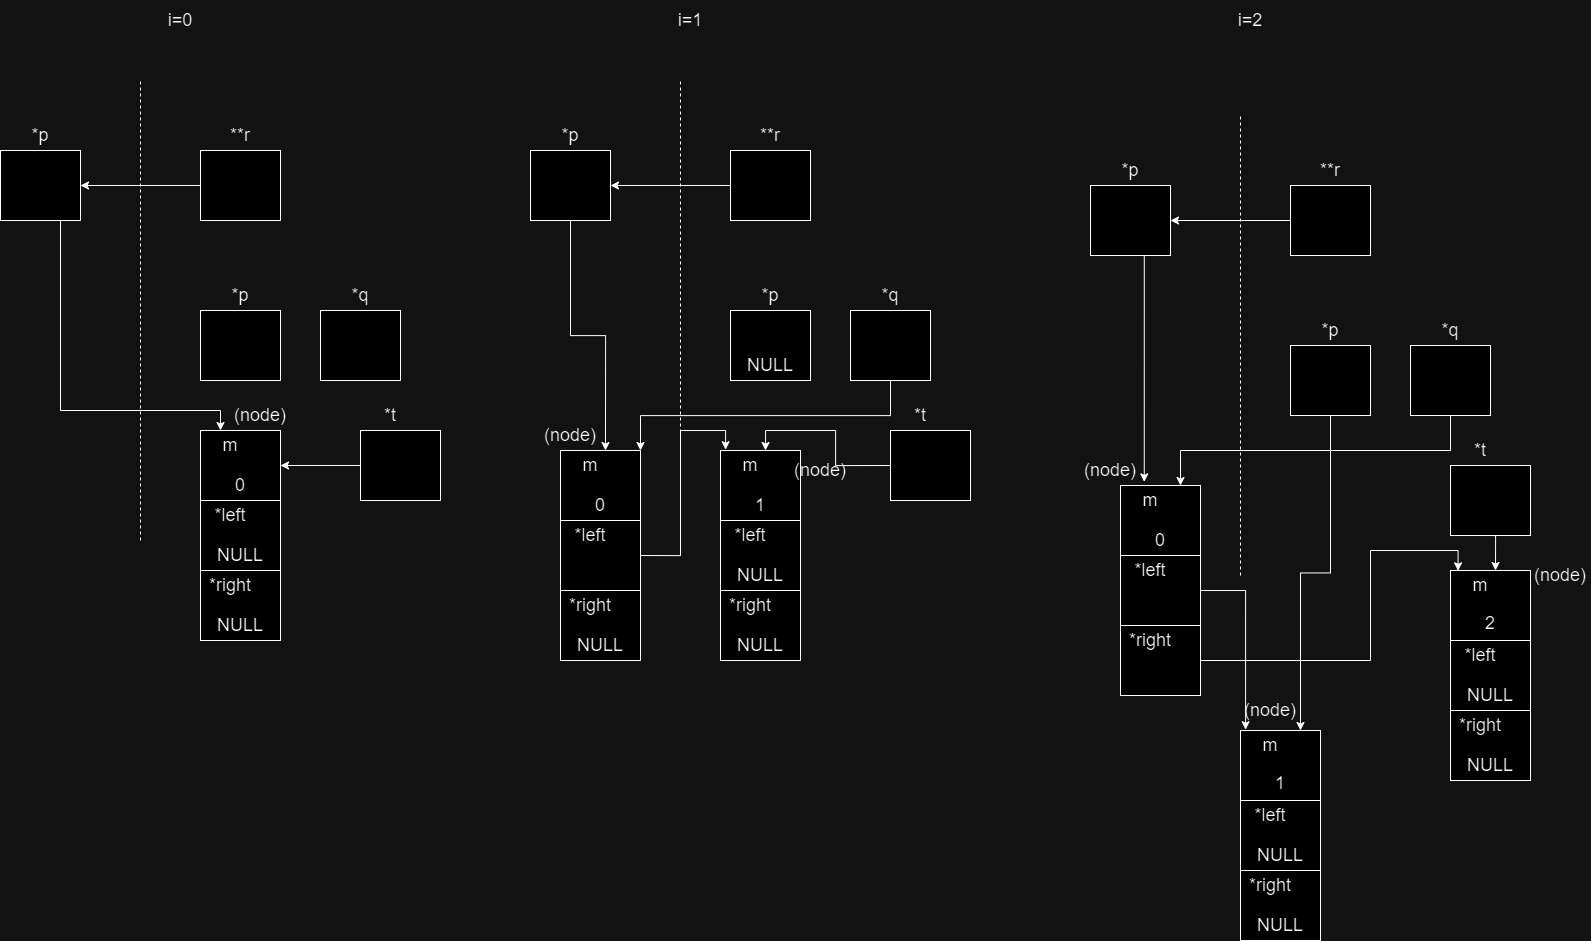 i=0
*p
**r
*p
*q
(node)
*t
m
0
*left
NULL
*right
NULL
i=1
*p
**r
*p
NULL
*q
*t
(node)
m
0
*left
*right
NULL
(node)
m
1
*left
NULL
*right
NULL
i=2
*p
**r
*p
*q
*t
(node)
m
0
*left
*right
(node)
m
2
*left
NULL
*right
NULL
(node)
m
1
*left
NULL
*right
NULL